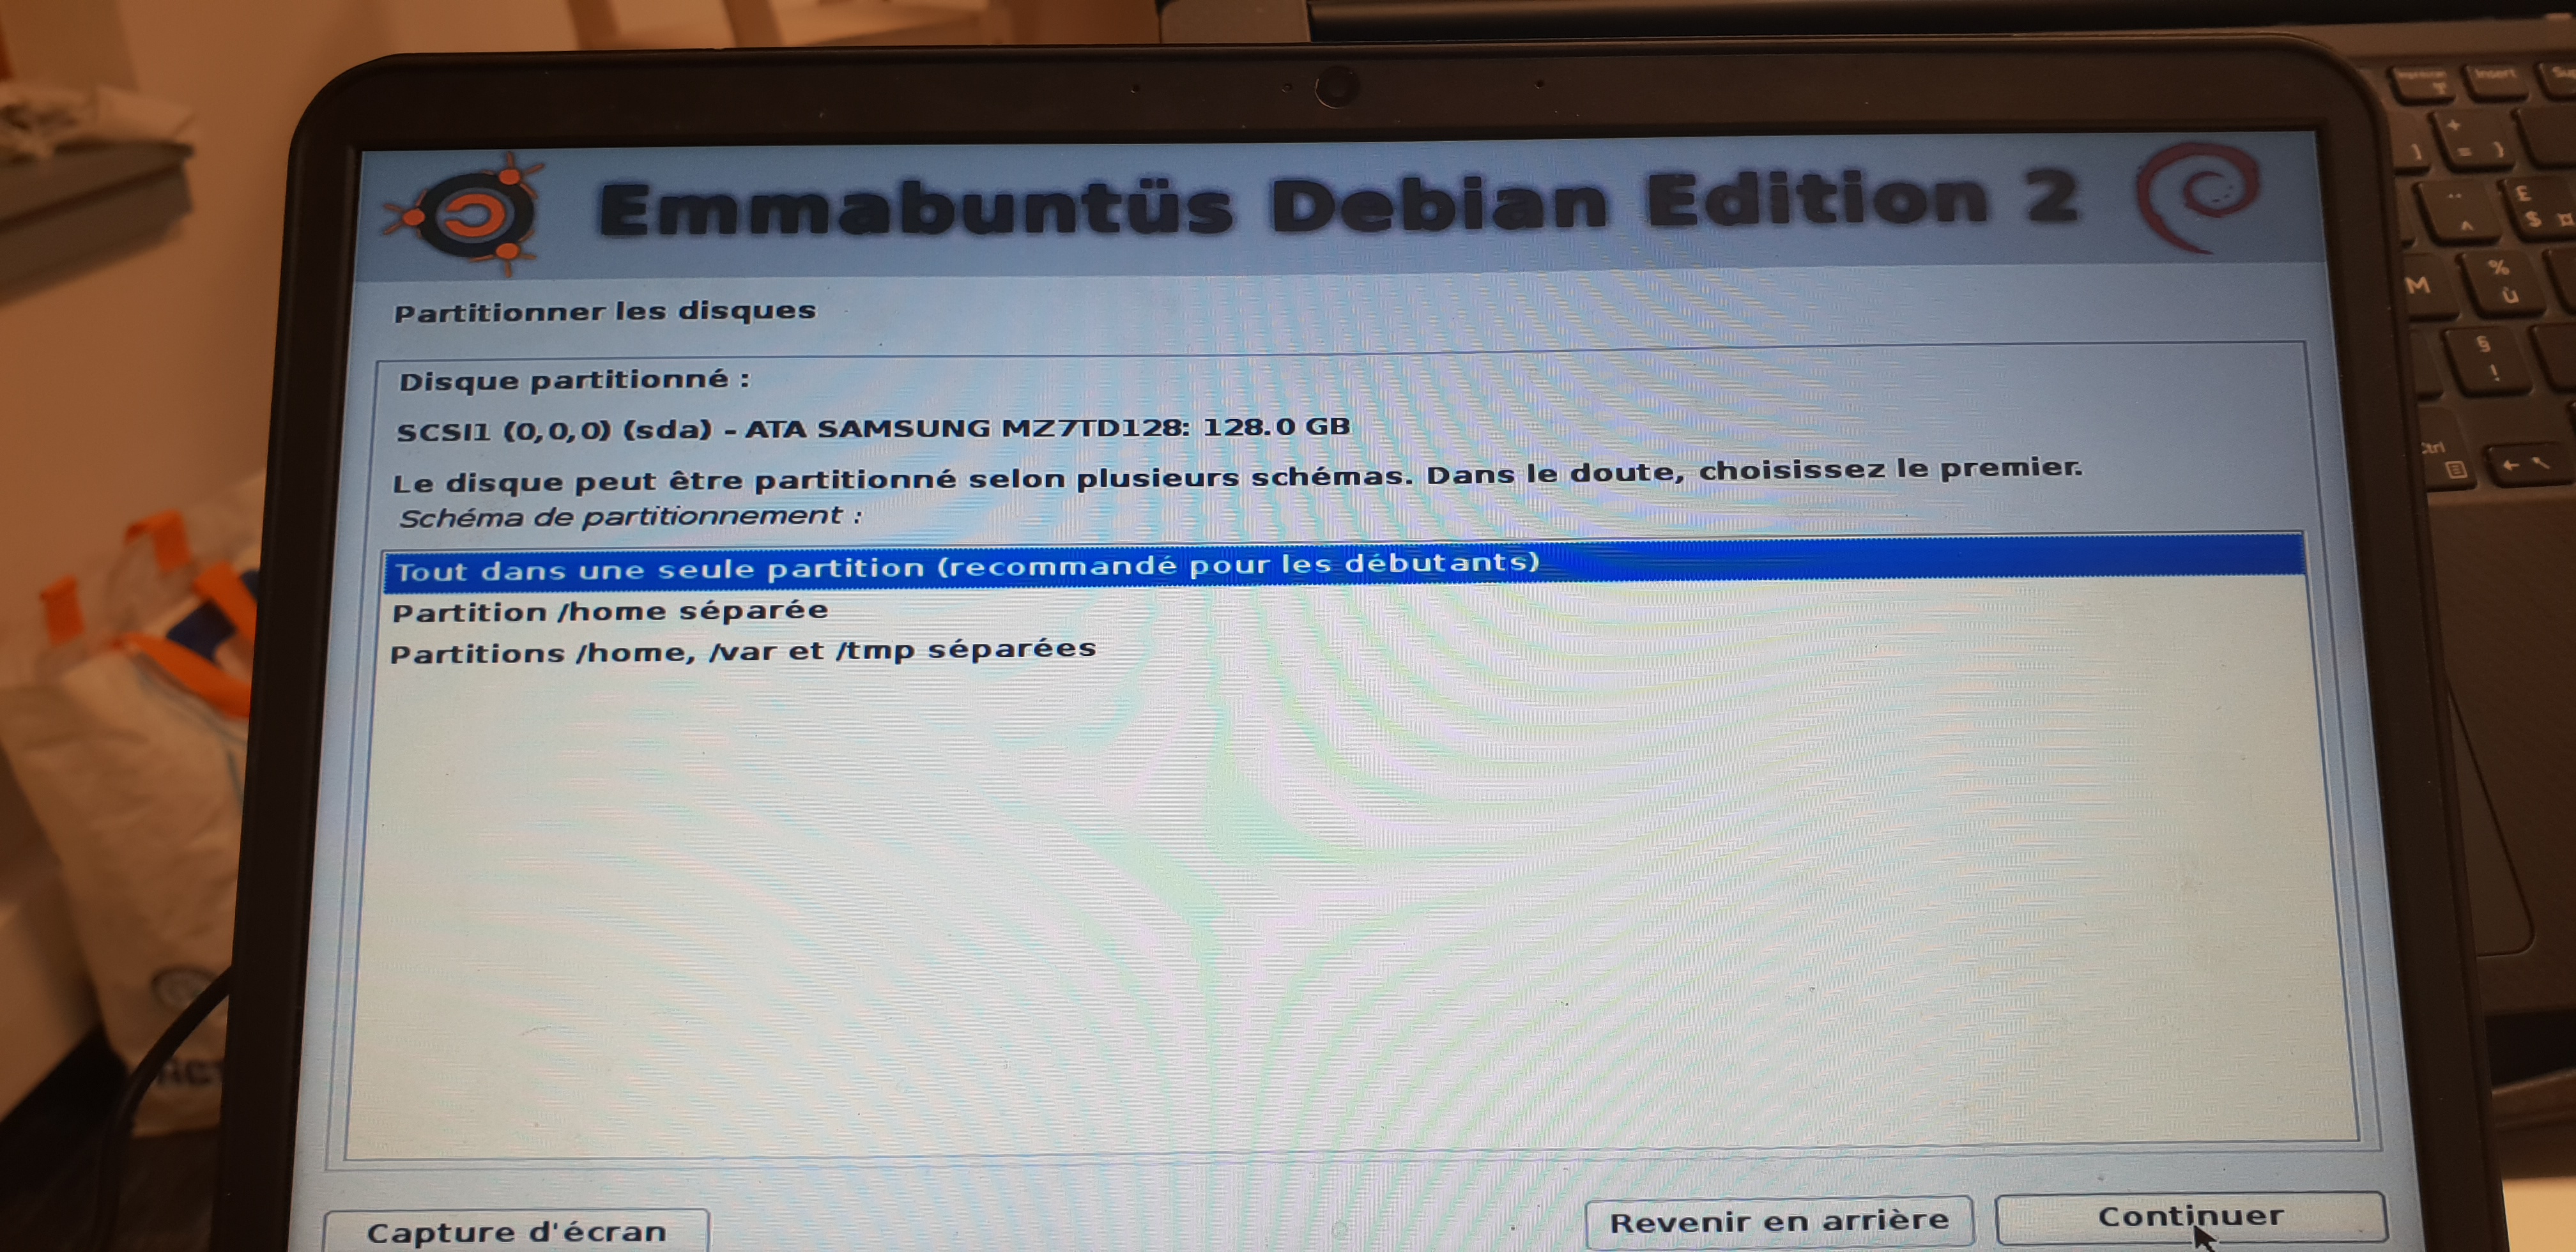 Emmabuntüs Debian Edition 2
Partitionner les disques
Disque partitionné :
SCSI1 (0,0,0) (sda) - ATA SAMSUNG MZ7TD128: 128.0 GB
Le disque peut être partitionné selon plusieurs schémas. Dans le doute, choisissez le premier.
Schéma de partitionnement :
Tout dans une seule partition (recommandé pour les débutants)
Partition /home séparée
Partitions /home, /var et /tmp séparées
Capture d'écran
Revenir en arrière
Continuer
Insert
+
= }
£
$ ¤
M
%
ù
§
!